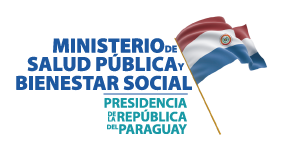 MINISTERIO DE
SALUD PÚBLICA Y
BIENESTAR SOCIAL
PRESIDENCIA
DE LA REPÚBLICA
DEL PARAGUAY